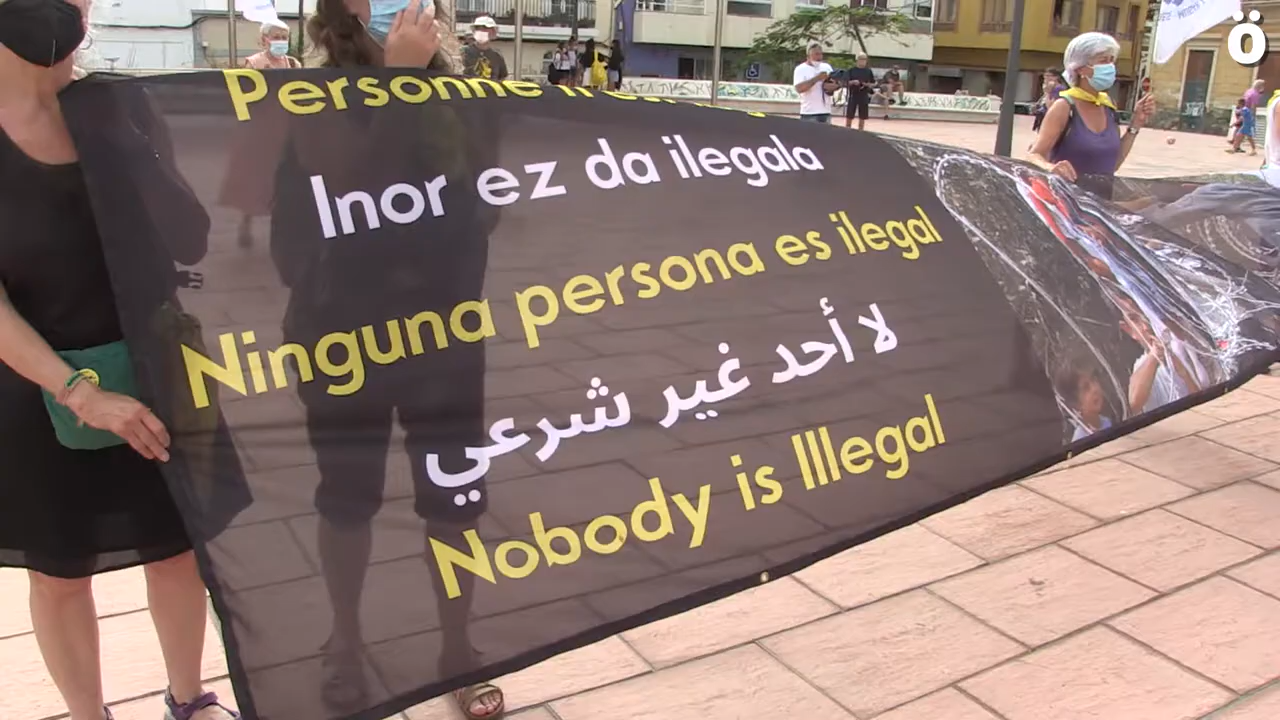 Personne
Inor ez da ilegala
Ninguna persona es ilegal
لا أحد غير شرعي
Nobody is Illegal
ö